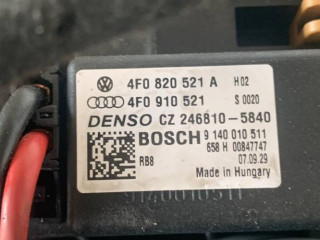 4F0 820 521 A H02
4F0 910 521 S 0020
DENSO CZ 246810-5840
BOSCH 9 140 010 511
658 H 00847747
RB8 07.09.29
Made in Hungary
9140010511